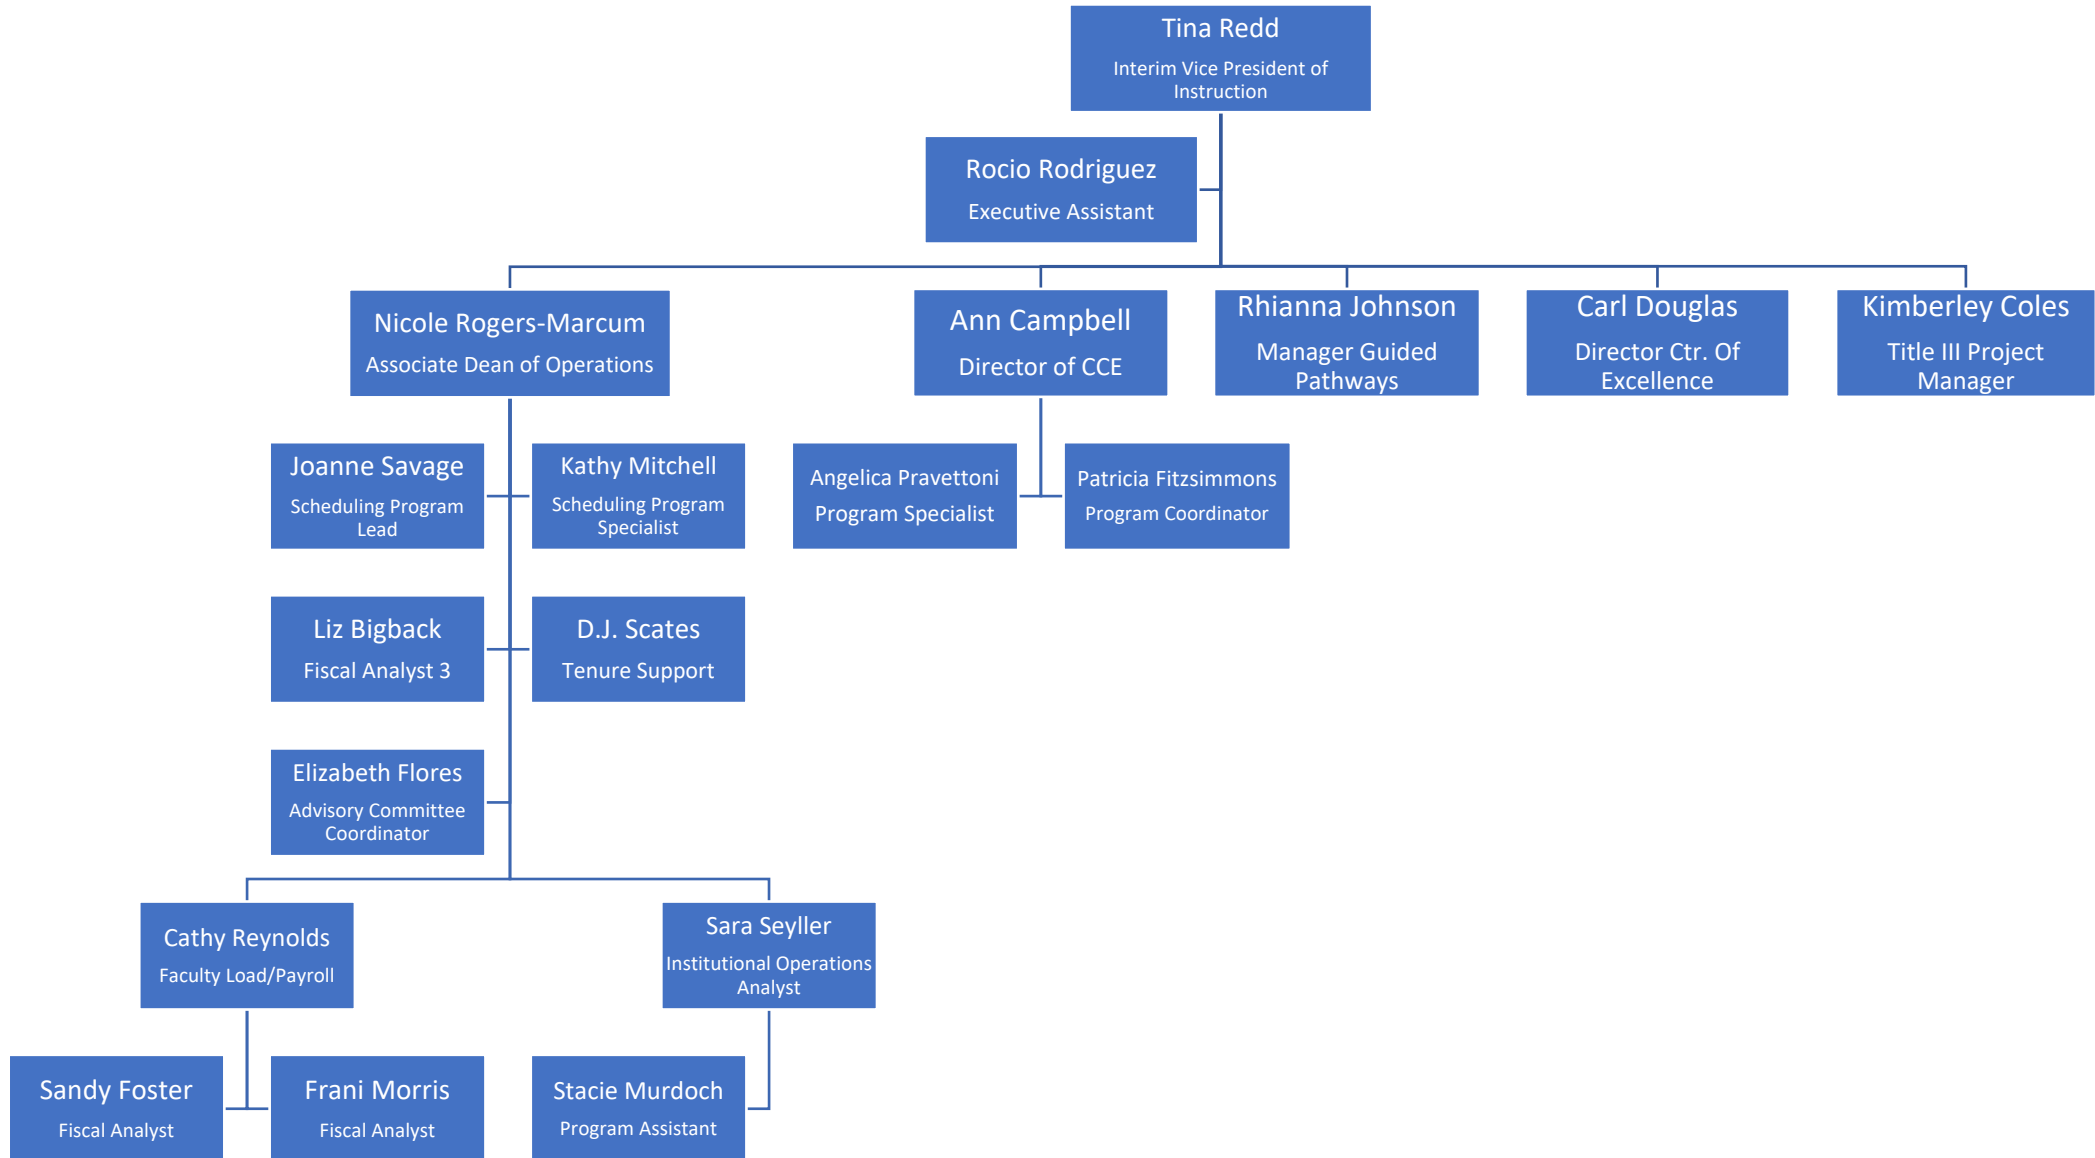 Tina Redd
Interim Vice President of
Instruction
Rocio Rodriguez
Executive Assistant
Nicole Rogers-Marcum
Associate Dean of Operations
Ann Campbell
Director of CCE
Rhianna Johnson
Manager Guided
Pathways
Carl Douglas
Director Ctr. Of
Excellence
Kimberley Coles
Title III Project
Manager
Joanne Savage
Scheduling Program
Lead
Kathy Mitchell
Scheduling Program
Specialist
Angelica Pravettoni
Program Specialist
Patricia Fitzsimmons
Program Coordinator
Liz Bigback
Fiscal Analyst 3
D.J. Scates
Tenure Support
Elizabeth Flores
Advisory Committee
Coordinator
Cathy Reynolds
Faculty Load/Payroll
Sara Seyller
Institutional Operations
Analyst
Sandy Foster
Fiscal Analyst
Frani Morris
Fiscal Analyst
Stacie Murdoch
Program Assistant